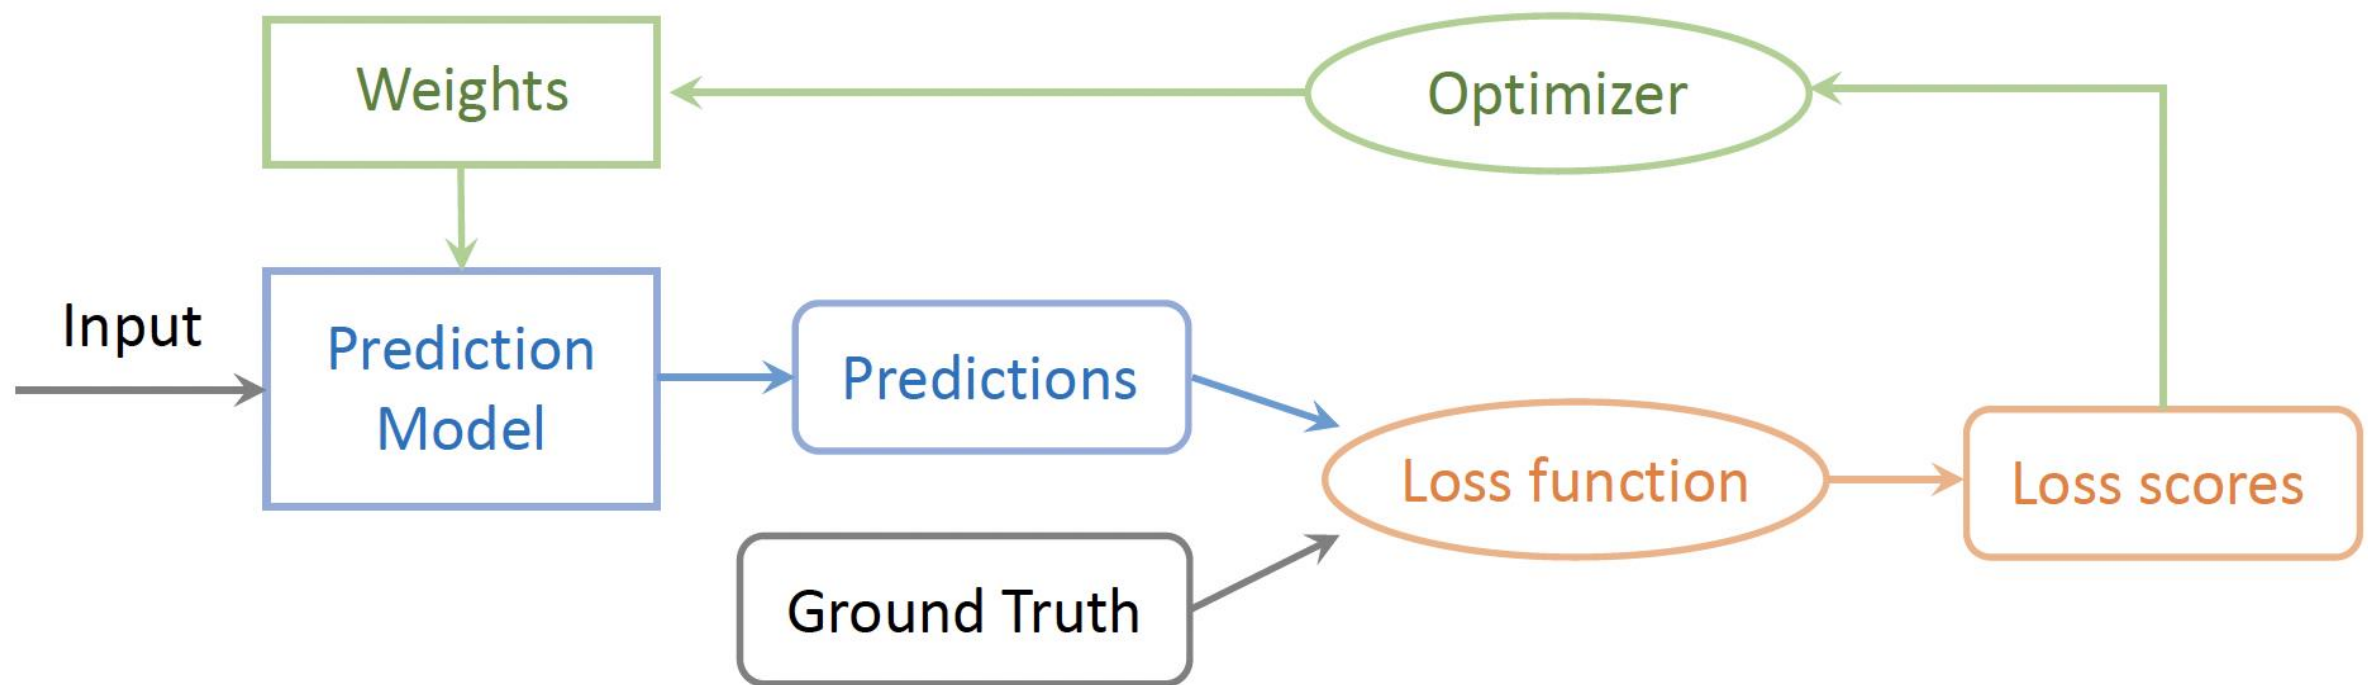 Weights
Optimizer
Input
Prediction
Model
Predictions
Loss function
Loss scores
Ground Truth